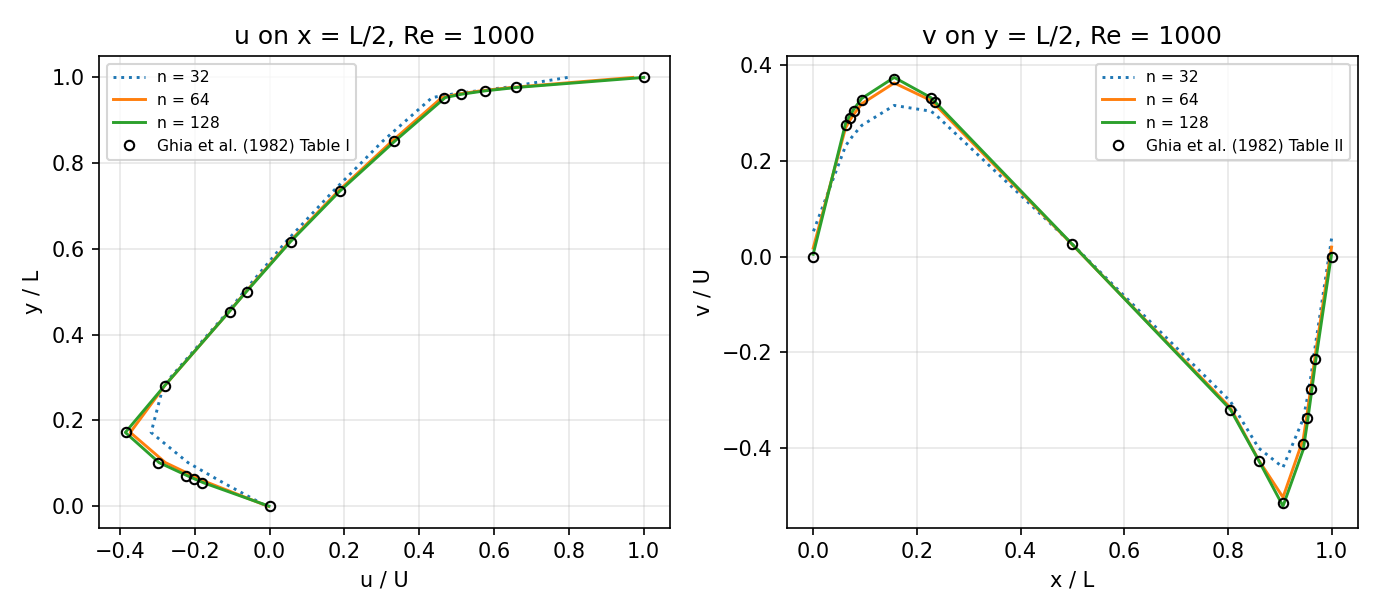 u on x = L/2, Re = 1000
n = 32
n = 64
n = 128
Ghia et al. (1982) Table I
1.0
0.8
0.6
0.4
0.2
0.0
y / L
−0.4
−0.2
0.0
0.2
0.4
0.6
0.8
1.0
u / U
v on y = L/2, Re = 1000
n = 32
n = 64
n = 128
Ghia et al. (1982) Table II
0.4
0.2
0.0
−0.2
−0.4
v / U
0.0
0.2
0.4
0.6
0.8
1.0
x / L